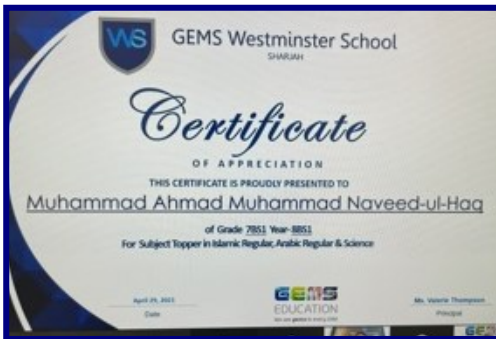 WS
GEMS Westminster School
SHARJAH
Certificate
OF APPRECIATION
THIS CERTIFICATE IS PROUDLY PRESENTED TO
Muhammad Ahmad Muhammad Naveed-ul-Haq
of Grade 7BS1 Year-8BS1
For Subject Topper in Islamic Regular, Arabic Regular & Science
April 29, 2021
Date
GEMS
EDUCATION
Ms. Valerie Thompson
Principal
GEMS